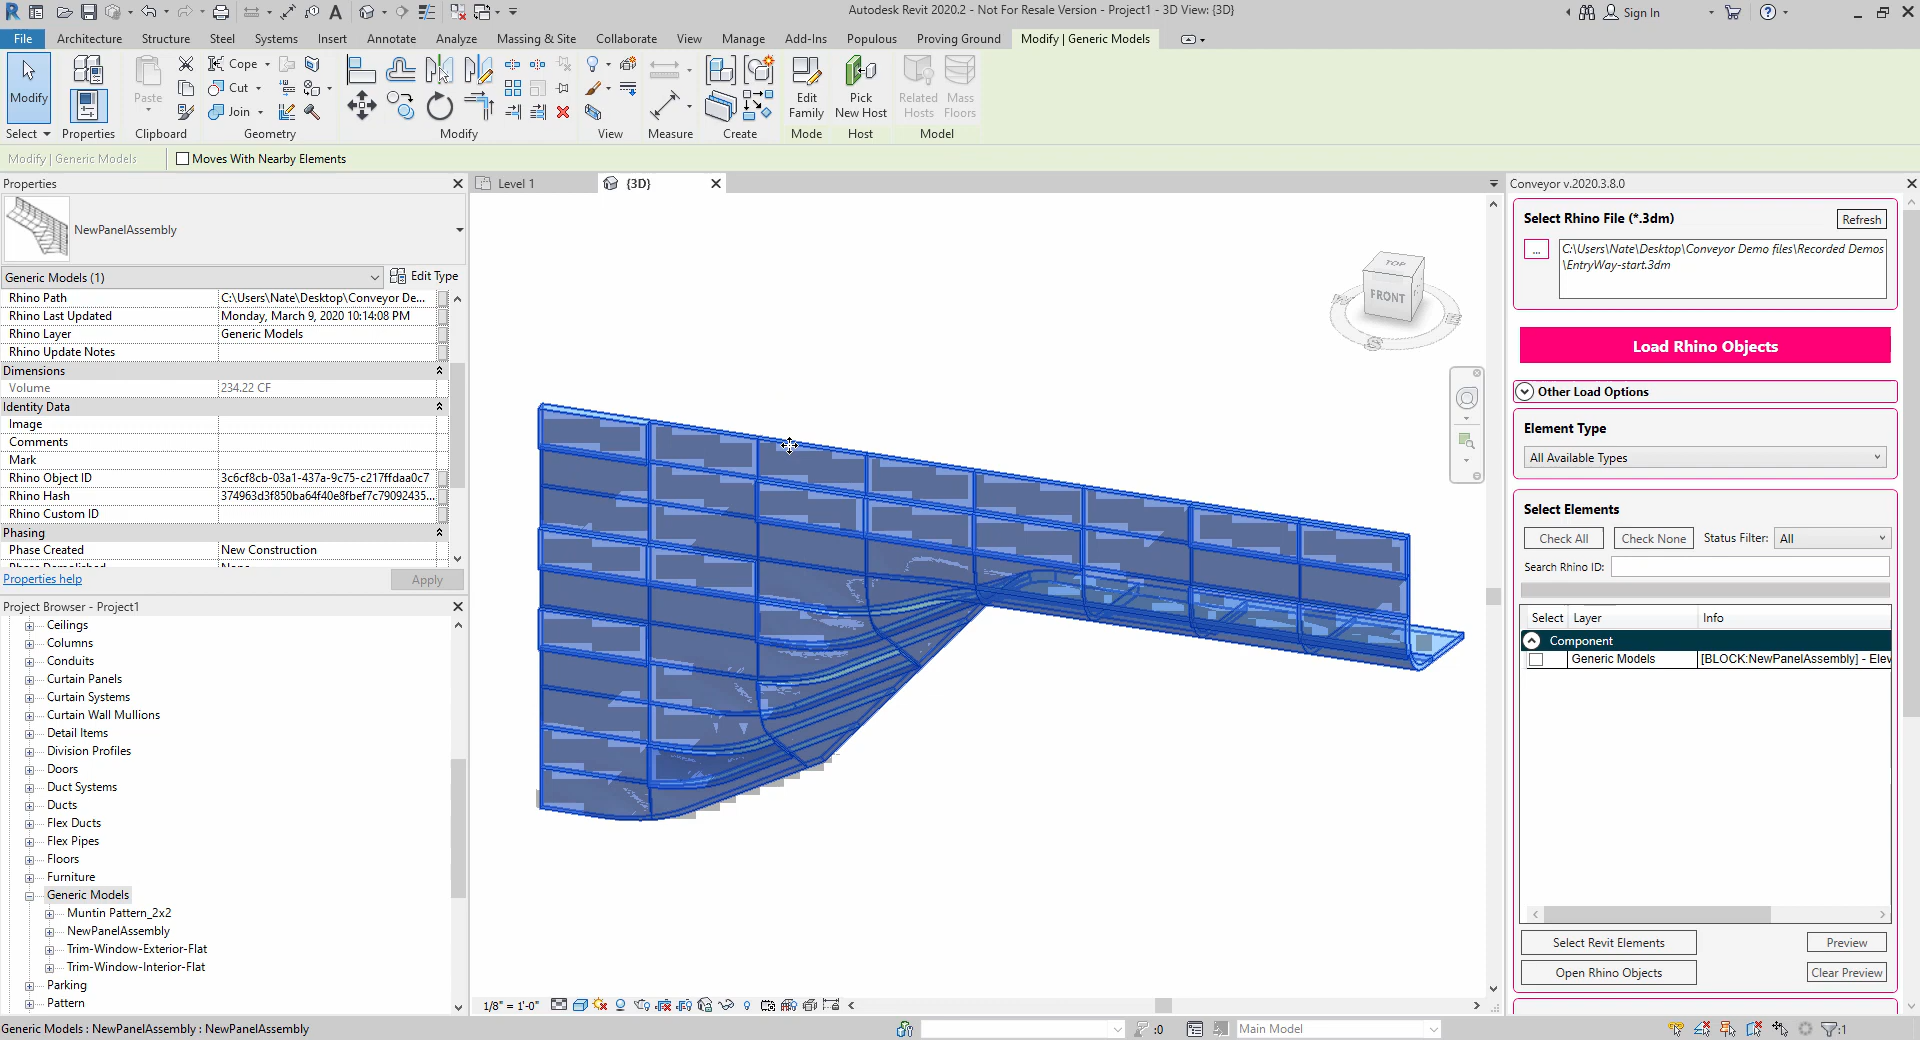 Autodesk Revit 2020.2 - Not For Resale Version - Project1 - 3D View: {3D}
Sign In
File Architecture Structure Steel Systems Insert Annotate Analyze Massing & Site Collaborate View Manage Add-Ins Populous Proving Ground Modify | Generic Models
Modify
Paste
Cope
Cut
Join
Edit Family
Pick New Host
Related Hosts
Mass Floors
Select Properties Clipboard Geometry Modify View Measure Create Mode Host Model
Modify | Generic Models
Moves With Nearby Elements
Properties
NewPanelAssembly
Generic Models (1)
Edit Type
Rhino Path C:\Users\Nate\Desktop\Conveyor De...
Rhino Last Updated Monday, March 9, 2020 10:14:08 PM
Rhino Layer Generic Models
Rhino Update Notes
Dimensions
Volume 234.22 CF
Identity Data
Image
Comments
Mark
Rhino Object ID 3c6cf8cb-03a1-437a-9c75-c217ffdaa0c7
Rhino Hash 374963d3f850ba64f40e8fbef7c79092435...
Rhino Custom ID
Phasing
Phase Created New Construction
Properties help
Apply
Project Browser - Project1
Ceilings
Columns
Conduits
Curtain Panels
Curtain Systems
Curtain Wall Mullions
Detail Items
Division Profiles
Doors
Duct Systems
Ducts
Flex Ducts
Flex Pipes
Floors
Furniture
Generic Models
Muntin Pattern_2x2
NewPanelAssembly
Trim-Window-Exterior-Flat
Trim-Window-Interior-Flat
Parking
Pattern
Level 1
{3D}
TOP
FRONT
S
1/8" = 1'-0"
Conveyor v.2020.3.8.0
Select Rhino File (*.3dm)
Refresh
...
C:\Users\Nate\Desktop\Conveyor Demo files\Recorded Demos
\EntryWay-start.3dm
Load Rhino Objects
Other Load Options
Element Type
All Available Types
Select Elements
Check All
Check None
Status Filter: All
Search Rhino ID:
Select Layer Info
Component
Generic Models [BLOCK:NewPanelAssembly] - Elev
Select Revit Elements
Preview
Open Rhino Objects
Clear Preview
Generic Models : NewPanelAssembly : NewPanelAssembly
:0
Main Model
:1